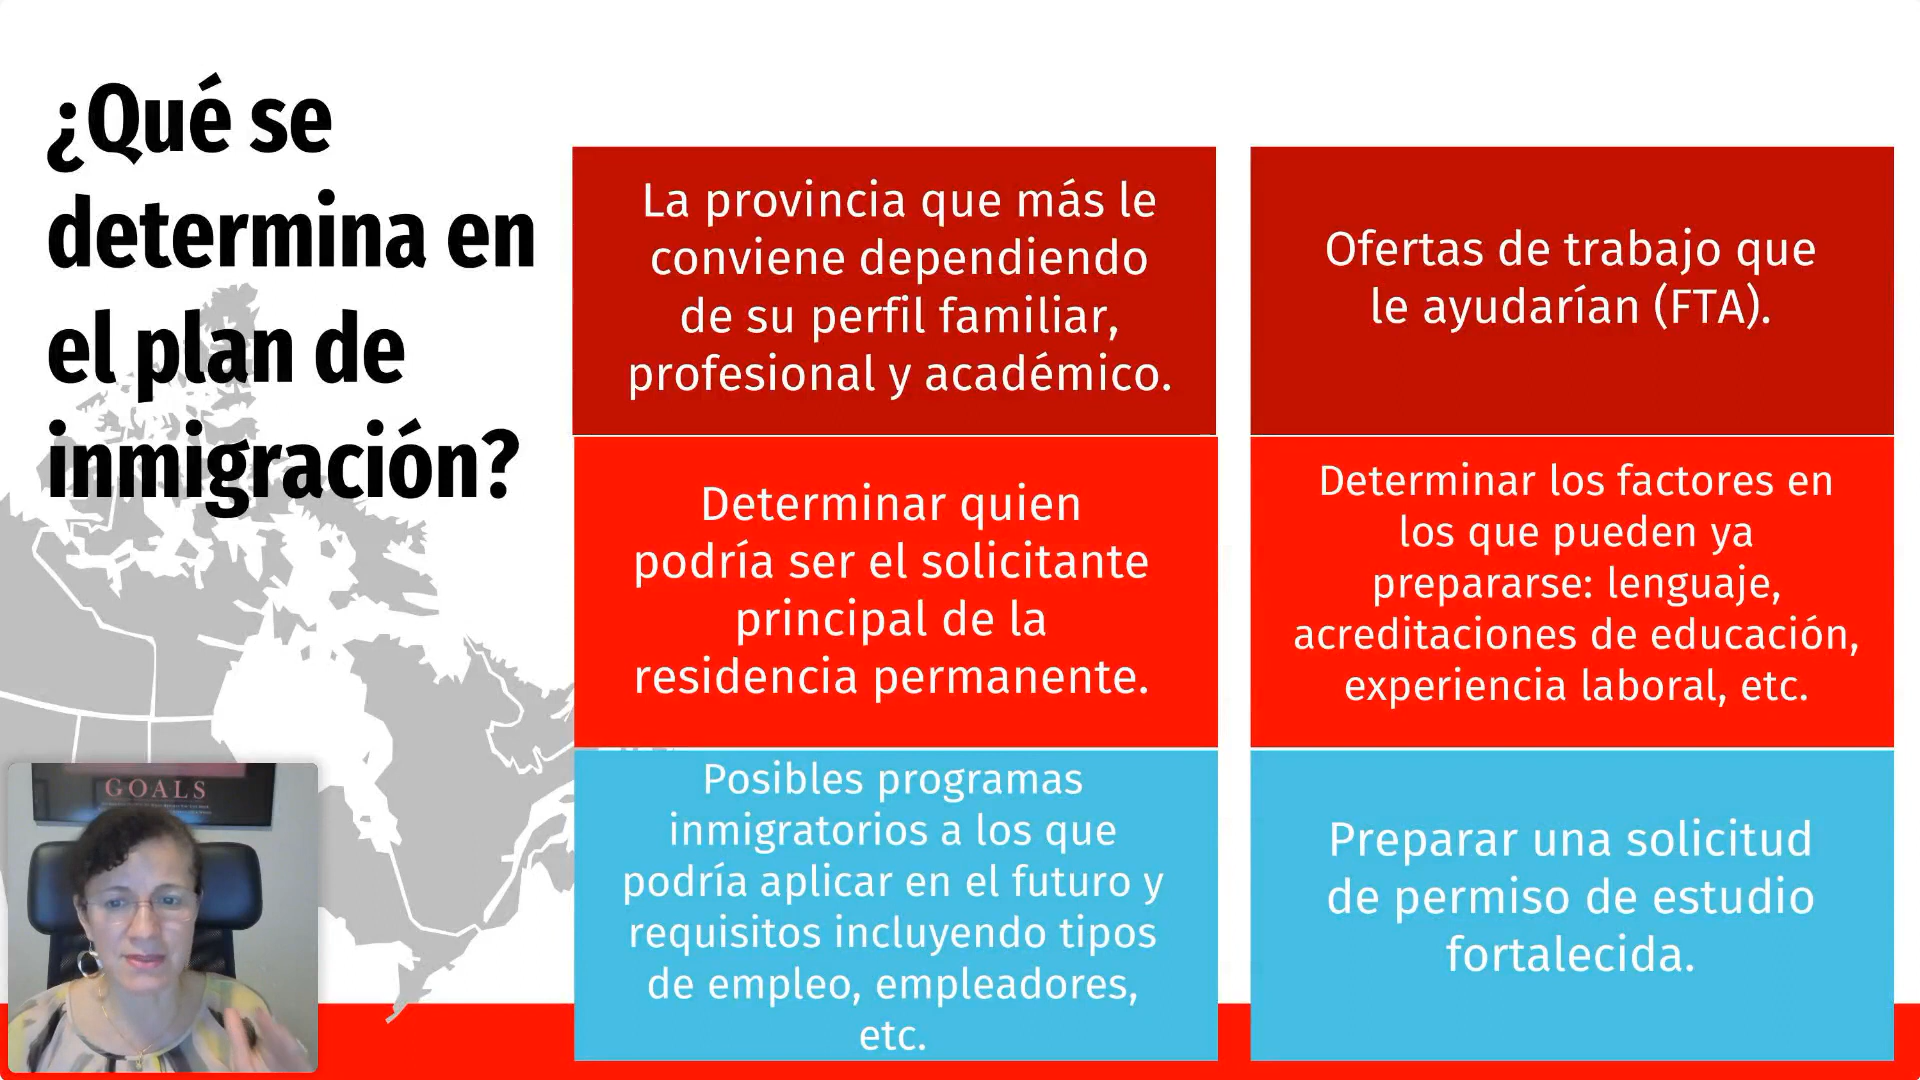 ¿Qué se
determina en
el plan de
inmigración?
La provincia que más le
conviene dependiendo
de su perfil familiar,
profesional y académico.
Ofertas de trabajo que
le ayudarían (FTA).
Determinar quien
podría ser el solicitante
principal de la
residencia permanente.
Determinar los factores en
los que pueden ya
prepararse: lenguaje,
acreditaciones de educación,
experiencia laboral, etc.
Posibles programas
inmigratorios a los que
podría aplicar en el futuro y
requisitos incluyendo tipos
de empleo, empleadores,
etc.
Preparar una solicitud
de permiso de estudio
fortalecida.
GOALS